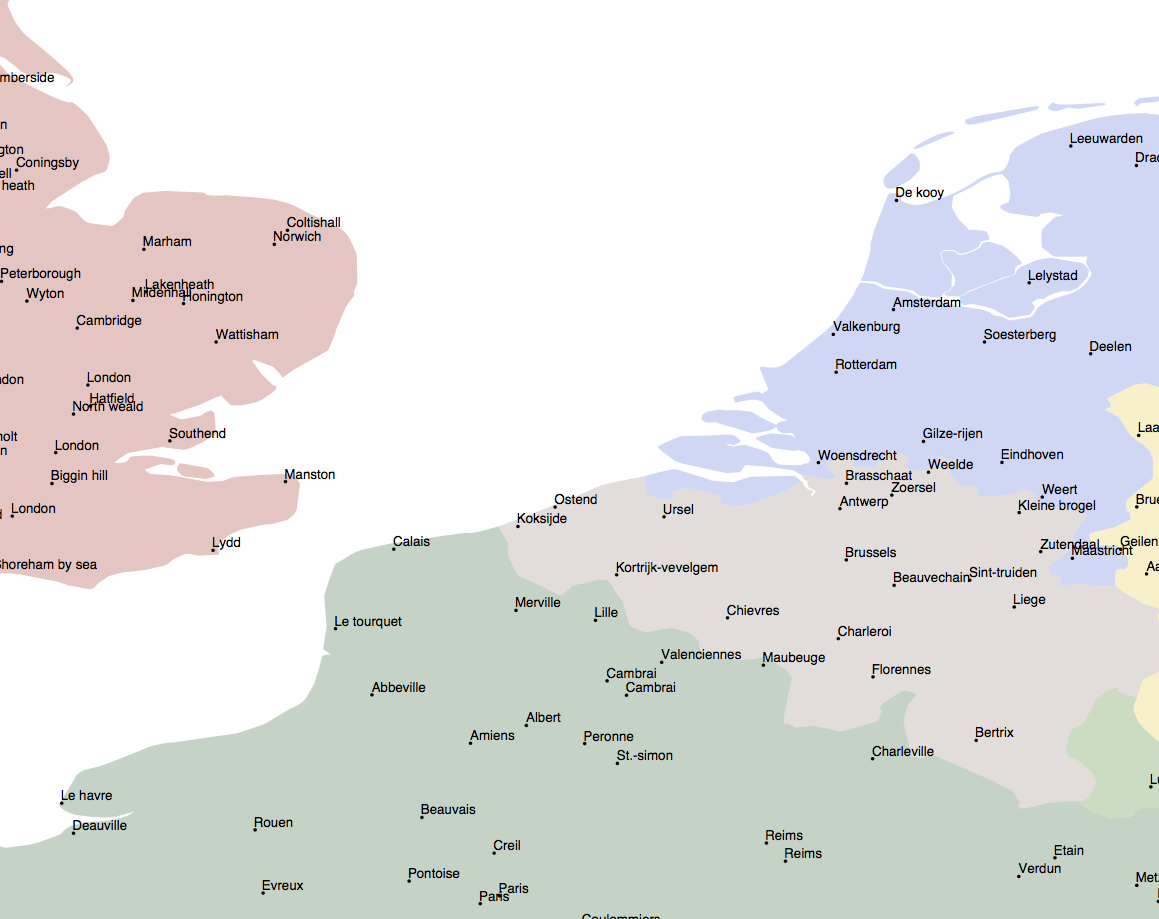 mberside
n
Leeuwarden
gton
Drac
Coningsby
ell
heath
De kooy
Coltishall
Norwich
Marham
ng
Peterborough
Lelystad
Lakenheath
Mildenhall
Wyton
Honington
Amsterdam
Cambridge
Valkenburg
Wattisham
Soesterberg
Deelen
Rotterdam
London
don
Hatfield
North weald
Laa
Southend
Gilze-rijen
holt
London
n
Woensdrecht
Eindhoven
Weelde
Biggin hill
Manston
Brasschaat
Zoersel
Weert
Ostend
Brue
Antwerp
Kleine brogel
London
Ursel
d
Koksijde
Calais
Lydd
Zutendaal
Geilen
Maastricht
Brussels
Shoreham by sea
Kortrijk-vevelgem
Aa
Sint-truiden
Beauvechain
Liege
Merville
Chievres
Lille
Le tourquet
Charleroi
Valenciennes
Maubeuge
Florennes
Cambrai
Abbeville
Cambrai
Albert
Bertrix
Amiens
Peronne
Charleville
St.-simon
Lu
Le havre
Beauvais
Rouen
Deauville
Reims
Creil
Etain
Reims
Verdun
Pontoise
Met
Evreux
Paris
Paris
Coulommiers